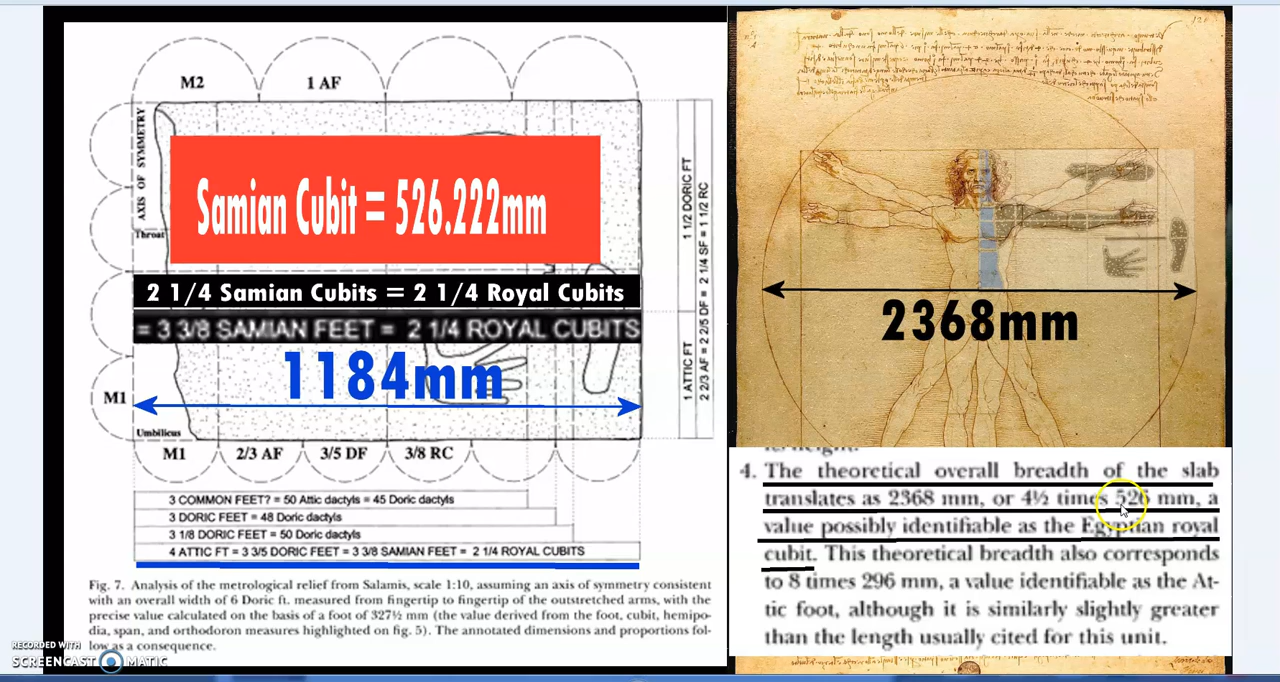 M2
1 AF
AXIS OF SYMMETRY
Samian Cubit = 526.222mm
Throat
2 1/4 Samian Cubits = 2 1/4 Royal Cubits
= 3 3/8 SAMIAN FEET = 2 1/4 ROYAL CUBITS
1184mm
M1
Umbilicus
M1
2/3 AF
3/5 DF
3/8 RC
1 1/2 DORIC FT
1 ATTIC FT
2 2/3 AF = 2 2/5 DF = 2 1/4 SF = 1 1/2 RC
3 COMMON FEET? = 50 Attic dactyls = 45 Doric dactyls
3 DORIC FEET = 48 Doric dactyls
3 1/8 DORIC FEET = 50 Doric dactyls
4 ATTIC FT = 3 3/5 DORIC FEET = 3 3/8 SAMIAN FEET = 2 1/4 ROYAL CUBITS
Fig. 7. Analysis of the metrological relief from Salamis, scale 1:10, assuming an axis of symmetry consistent
with an overall width of 6 Doric ft. measured from fingertip to fingertip of the outstretched arms, with the
precise value calculated on the basis of a foot of 327½ mm (the value derived from the foot, cubit, hemipo-
dia, span, and orthodoron measures highlighted on fig. 5). The annotated dimensions and proportions fol-
low as a consequence.
RECORDED WITH
SCREENCAST MATIC
2368mm
4. The theoretical overall breadth of the slab
translates as 2368 mm, or 4½ times 526 mm, a
value possibly identifiable as the Egyptian royal
cubit. This theoretical breadth also corresponds
to 8 times 296 mm, a value identifiable as the At-
tic foot, although it is similarly slightly greater
than the length usually cited for this unit.